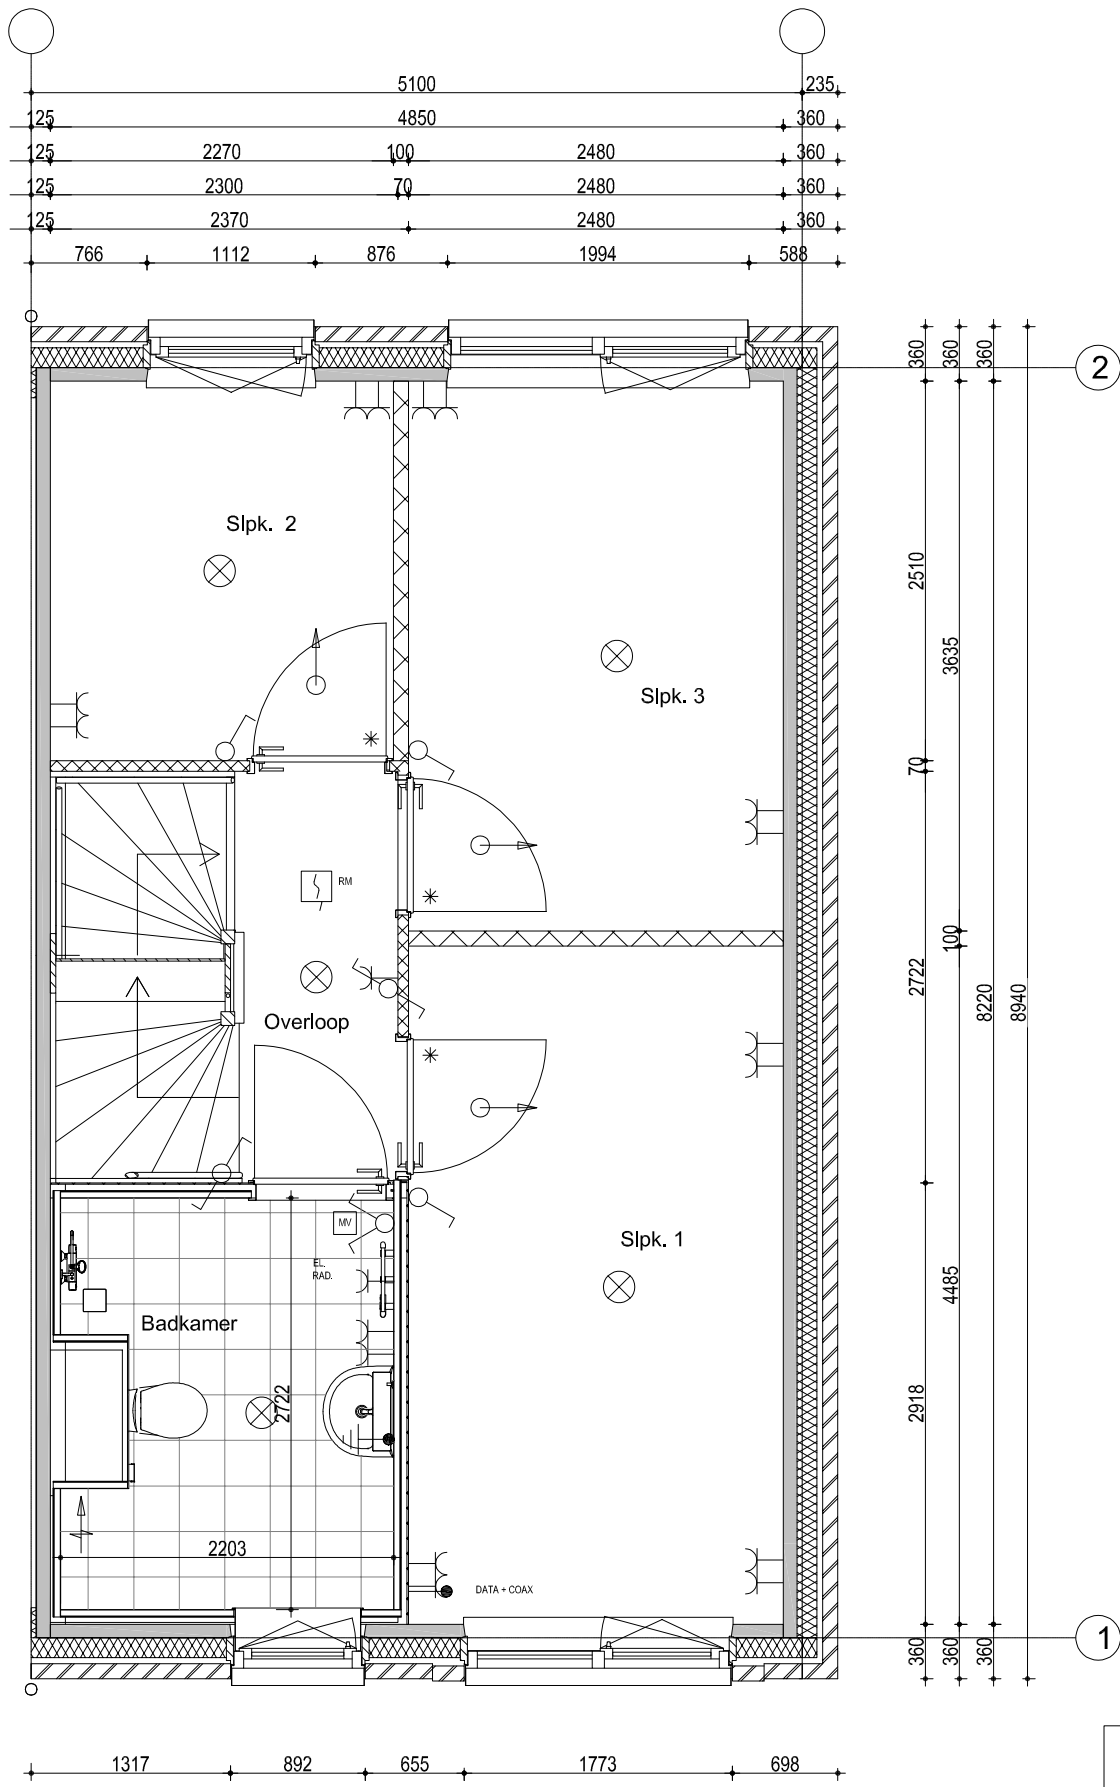 5100 235
125 4850 360
125 2270 100 2480 360
125 2300 70 2480 360
125 2370 2480 360
766 1112 876 1994 588
360 360 360
2
Slpk. 2
2510
3635
Slpk. 3
70
RM
100
2722
8220
8940
Overloop
MV
Slpk. 1
EL.
RAD.
4485
Badkamer
2722
2918
2203
DATA + COAX
360 360 360
1
1317 892 655 1773 698